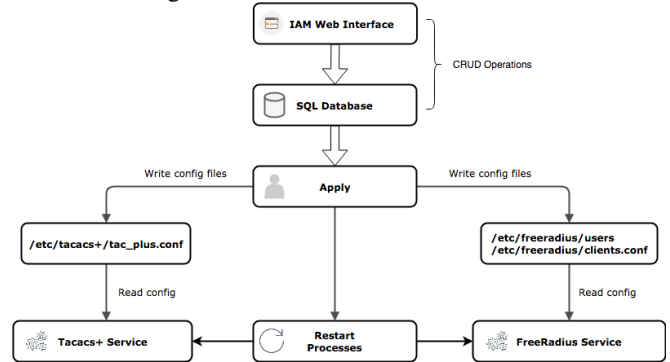 IAM Web Interface
CRUD Operations
SQL Database
Write config files
Apply
Write config files
/etc/tacacs+/tac_plus.conf
/etc/freeradius/users
/etc/freeradius/clients.conf
Read config
Read config
Tacacs+ Service
Restart
Processes
FreeRadius Service